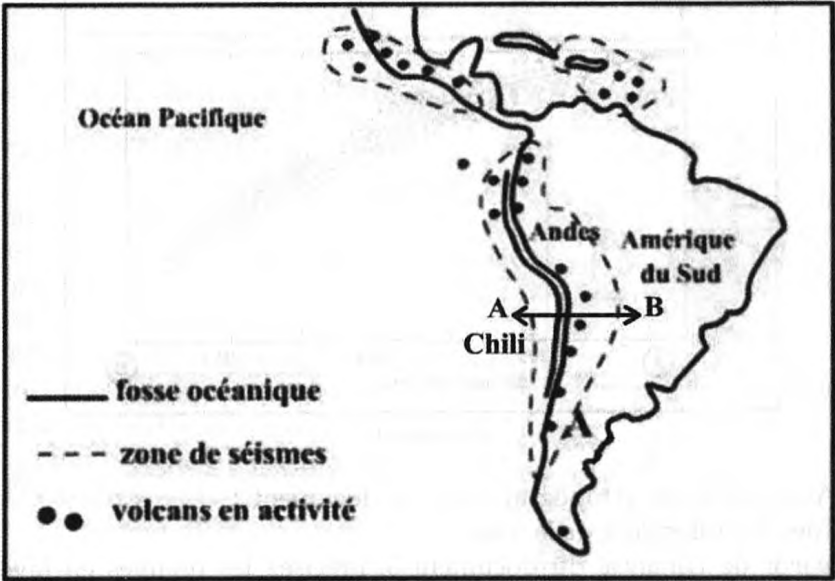 Océan Pacifique
Andes
Amérique
du Sud
A
B
Chili
fosse océanique
zone de séismes
A
volcans en activité